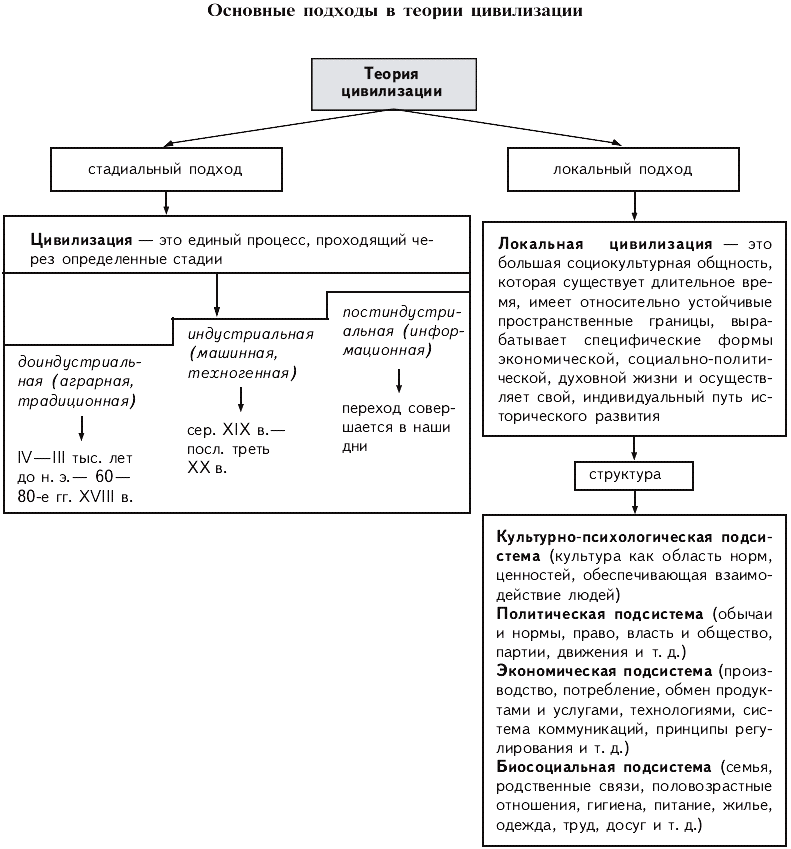 Основные подходы в теории цивилизации
Теория
цивилизации
стадиальный подход
Цивилизация — это единый процесс, проходящий че-
рез определенные стадии
доиндустриаль-
ная (аграрная,
традиционная)
IV—III тыс. лет
до н. э.— 60—
80-е гг. XVIII в.
индустриальная
(машинная,
техногенная)
сер. XIX в.—
посл. треть
XX в.
постиндустри-
альная (инфор-
мационная)
переход совер-
шается в наши
дни
локальный подход
Локальная цивилизация — это
большая социокультурная общность,
которая существует длительное вре-
мя, имеет относительно устойчивые
пространственные границы, выра-
батывает специфические формы
экономической, социально-полити-
ческой, духовной жизни и осуществ-
ляет свой, индивидуальный путь ис-
торического развития
структура
Культурно-психологическая подси-
стема (культура как область норм,
ценностей, обеспечивающая взаимо-
действие людей)
Политическая подсистема (обычаи
и нормы, право, власть и общество,
партии, движения и т. д.)
Экономическая подсистема (произ-
водство, потребление, обмен продук-
тами и услугами, технологиями, сис-
тема коммуникаций, принципы регу-
лирования и т. д.)
Биосоциальная подсистема (семья,
родственные связи, половозрастные
отношения, гигиена, питание, жилье,
одежда, труд, досуг и т. д.)